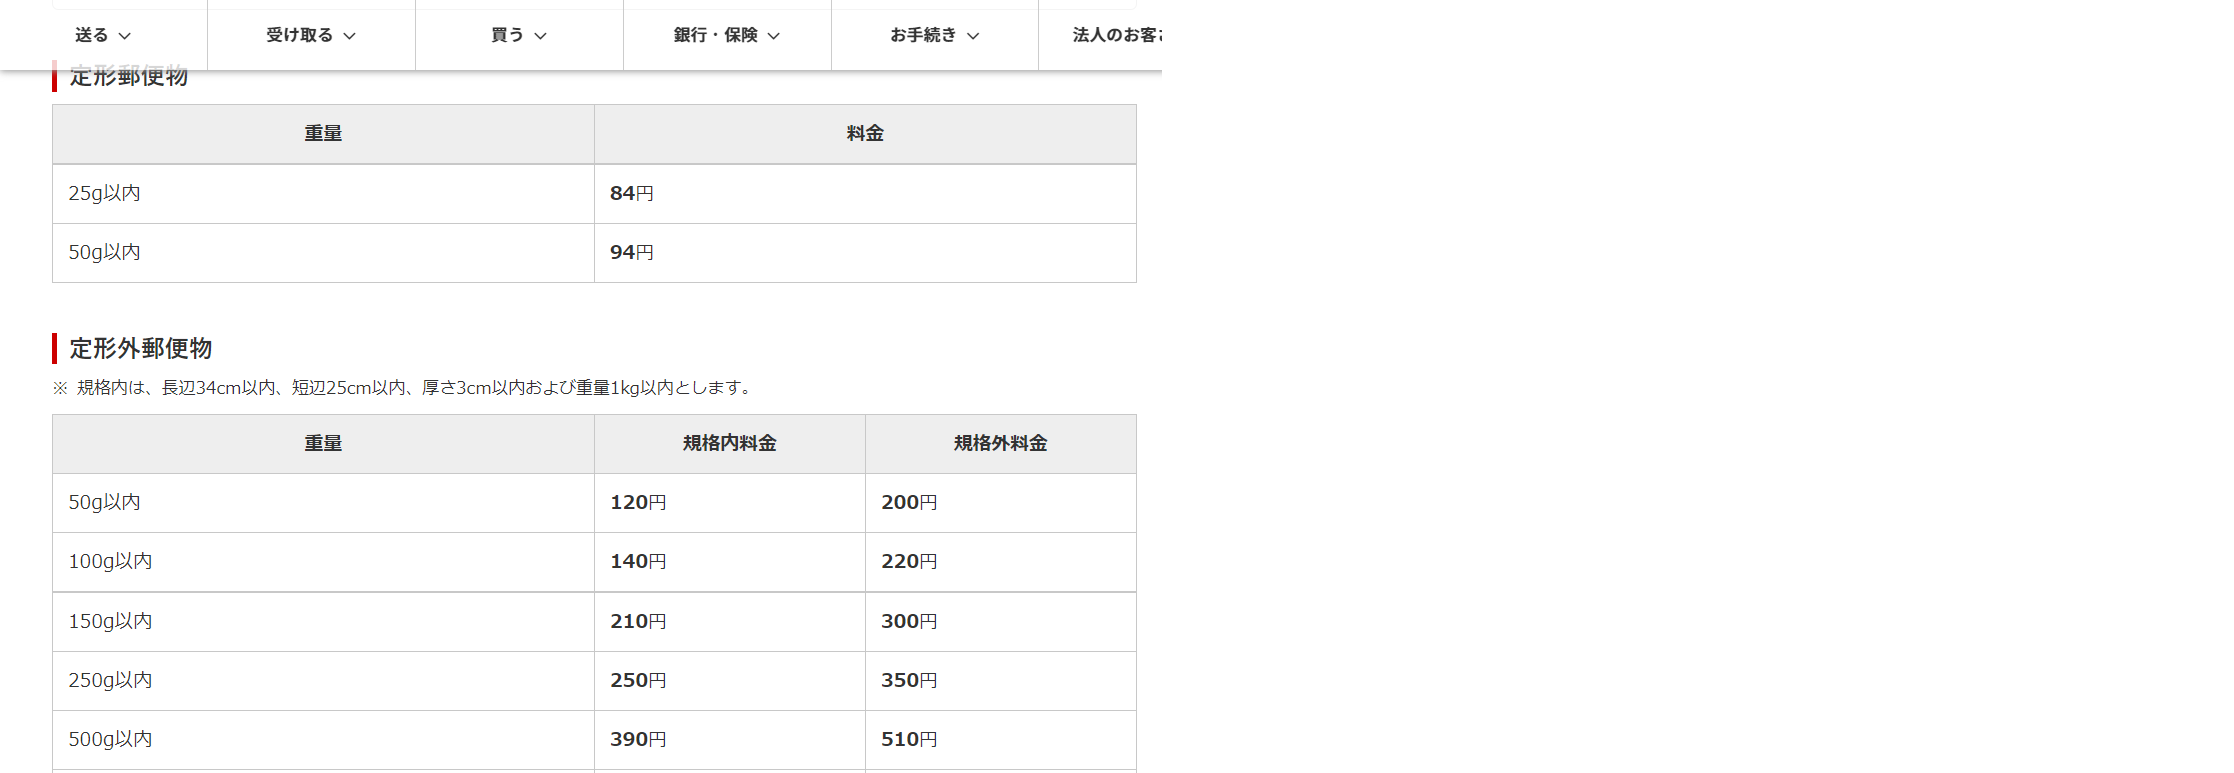 送る 受け取る 買う 銀行・保険 お手続き 法人のお客
定形郵便物
重量 料金
25g以内 84円
50g以内 94円
定形外郵便物
※ 規格内は、長辺34cm以内、短辺25cm以内、厚さ3cm以内および重量1kg以内とします。
重量 規格内料金 規格外料金
50g以内 120円 200円
100g以内 140円 220円
150g以内 210円 300円
250g以内 250円 350円
500g以内 390円 510円